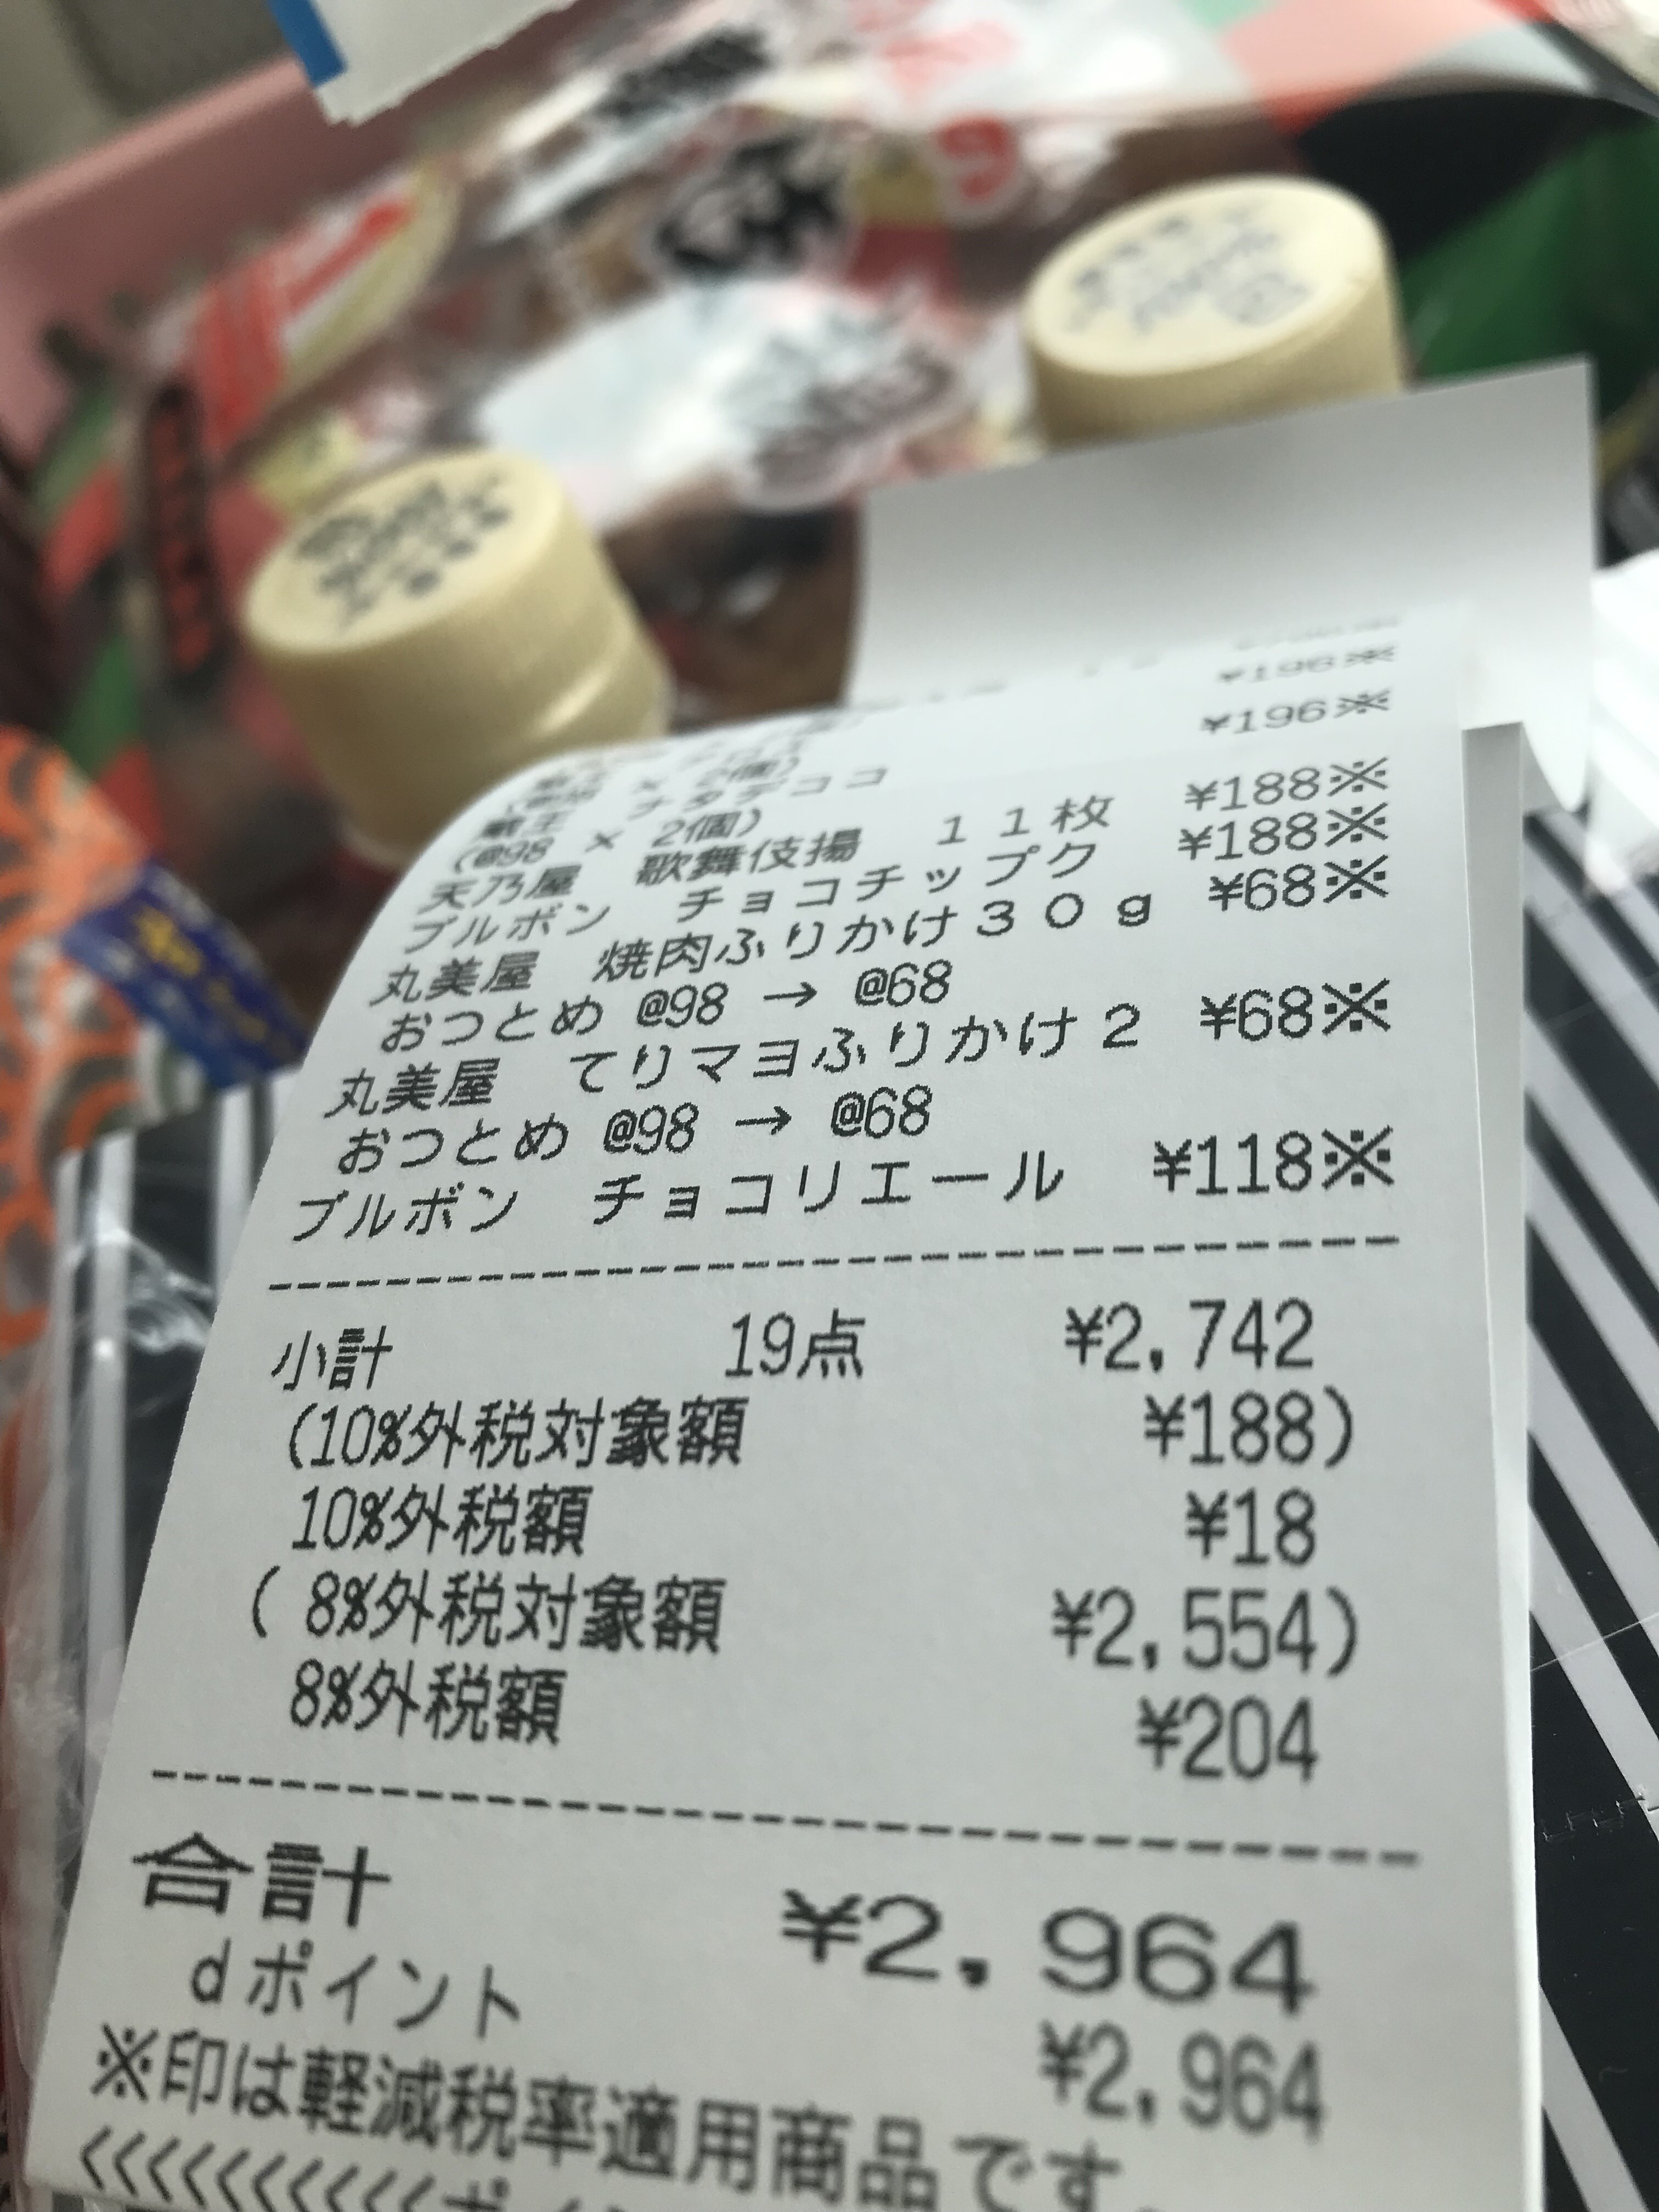 ¥196※
¥196※
蔵王 ナタデココ
(@98 × 2個)
天乃屋 歌舞伎揚 11枚 ¥188※
ブルボン チョコチップク ¥188※
丸美屋 焼肉ふりかけ30g ¥68※
おつとめ @98 → @68
丸美屋 てりマヨふりかけ2 ¥68※
おつとめ @98 → @68
ブルボン チョコリエール ¥118※
小計 19点 ¥2,742
(10%外税対象額 ¥188)
10%外税額 ¥18
( 8%外税対象額 ¥2,554)
8%外税額 ¥204
合計 ¥2,964
dポイント ¥2,964
※印は軽減税率適用商品です。